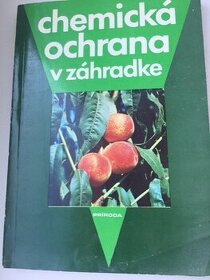 chemická
ochrana
v záhradke
PRÍRODA